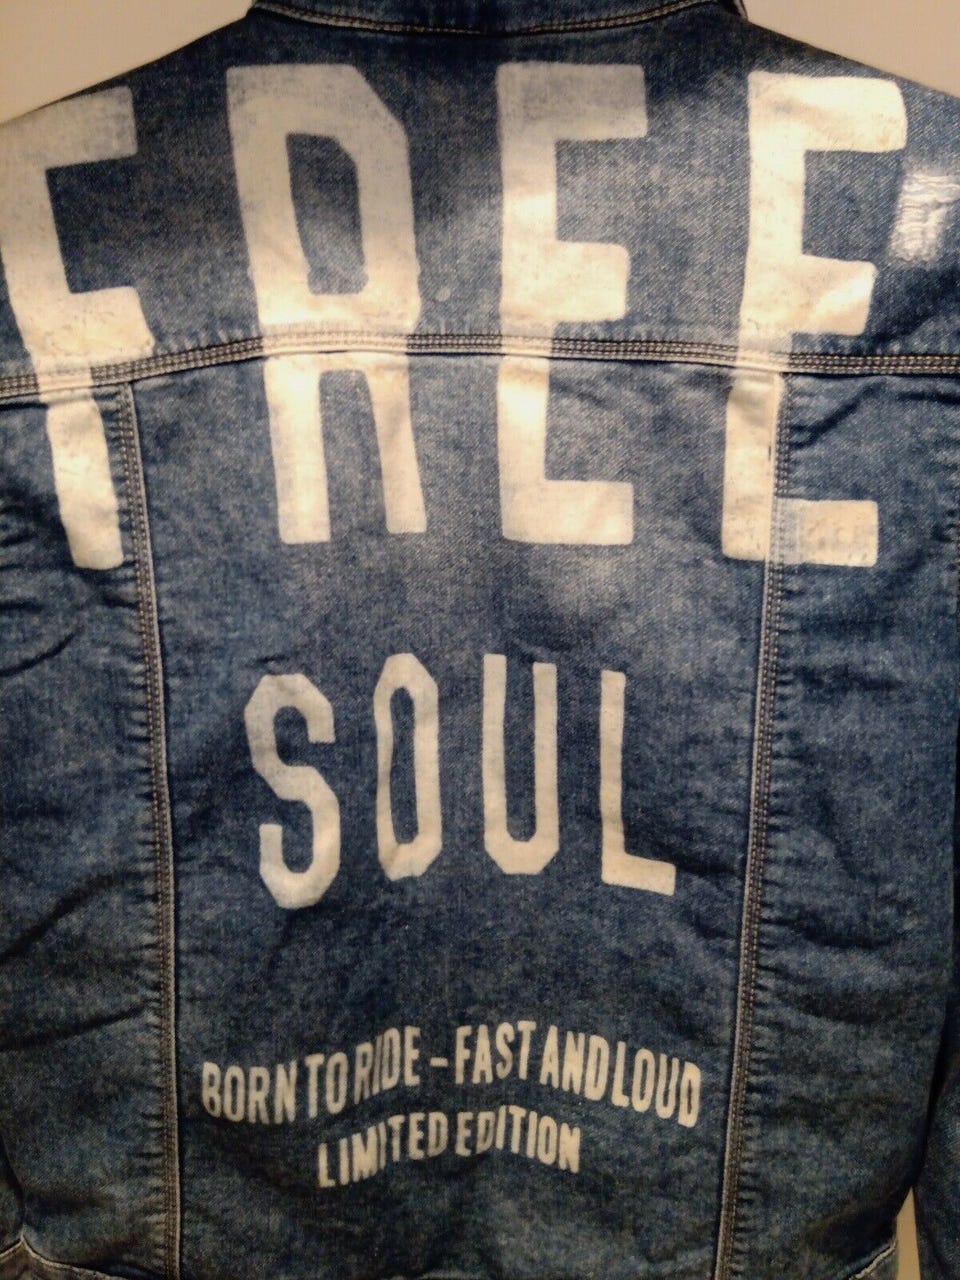 FREE
SOUL
BORN TO RIDE – FAST AND LOUD
LIMITED EDITION